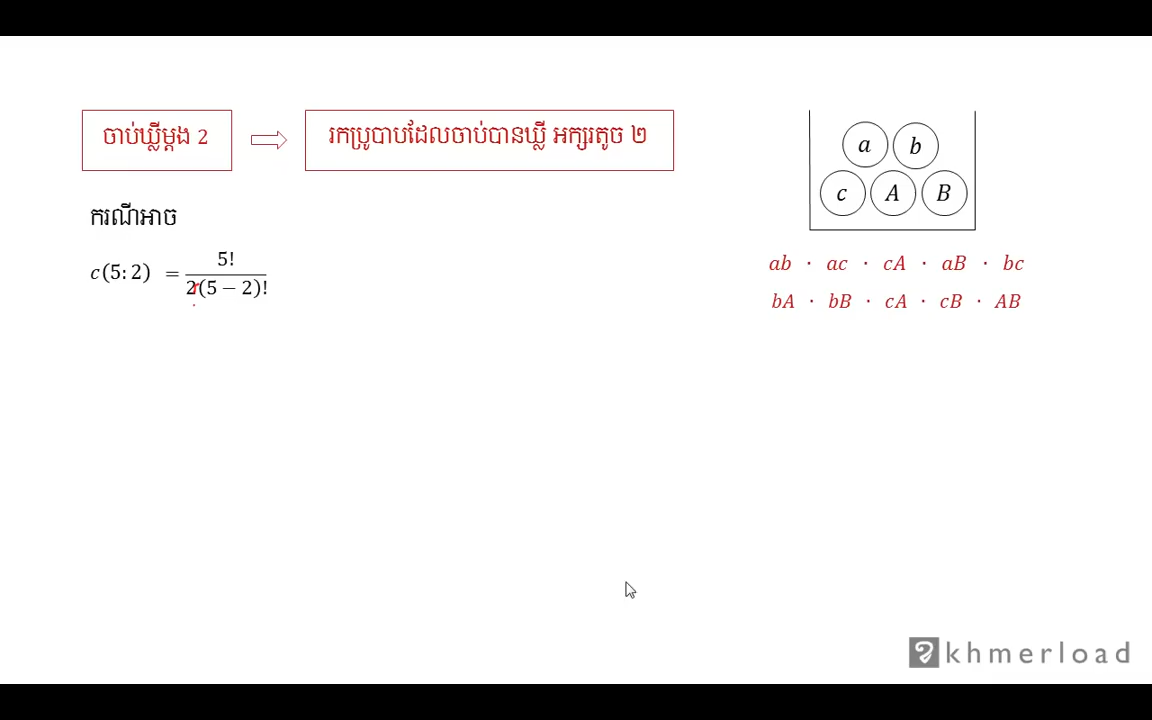 ចាប់ឃ្លីម្ដង 2
រកប្រូបាបដែលចាប់បានឃ្លី អក្សរតូច ២
a b
c A B
ករណីអាច
c(5: 2) = 5! / 2!(5 − 2)!
ab · ac · cA · aB · bc
bA · bB · cA · cB · AB
khmerload